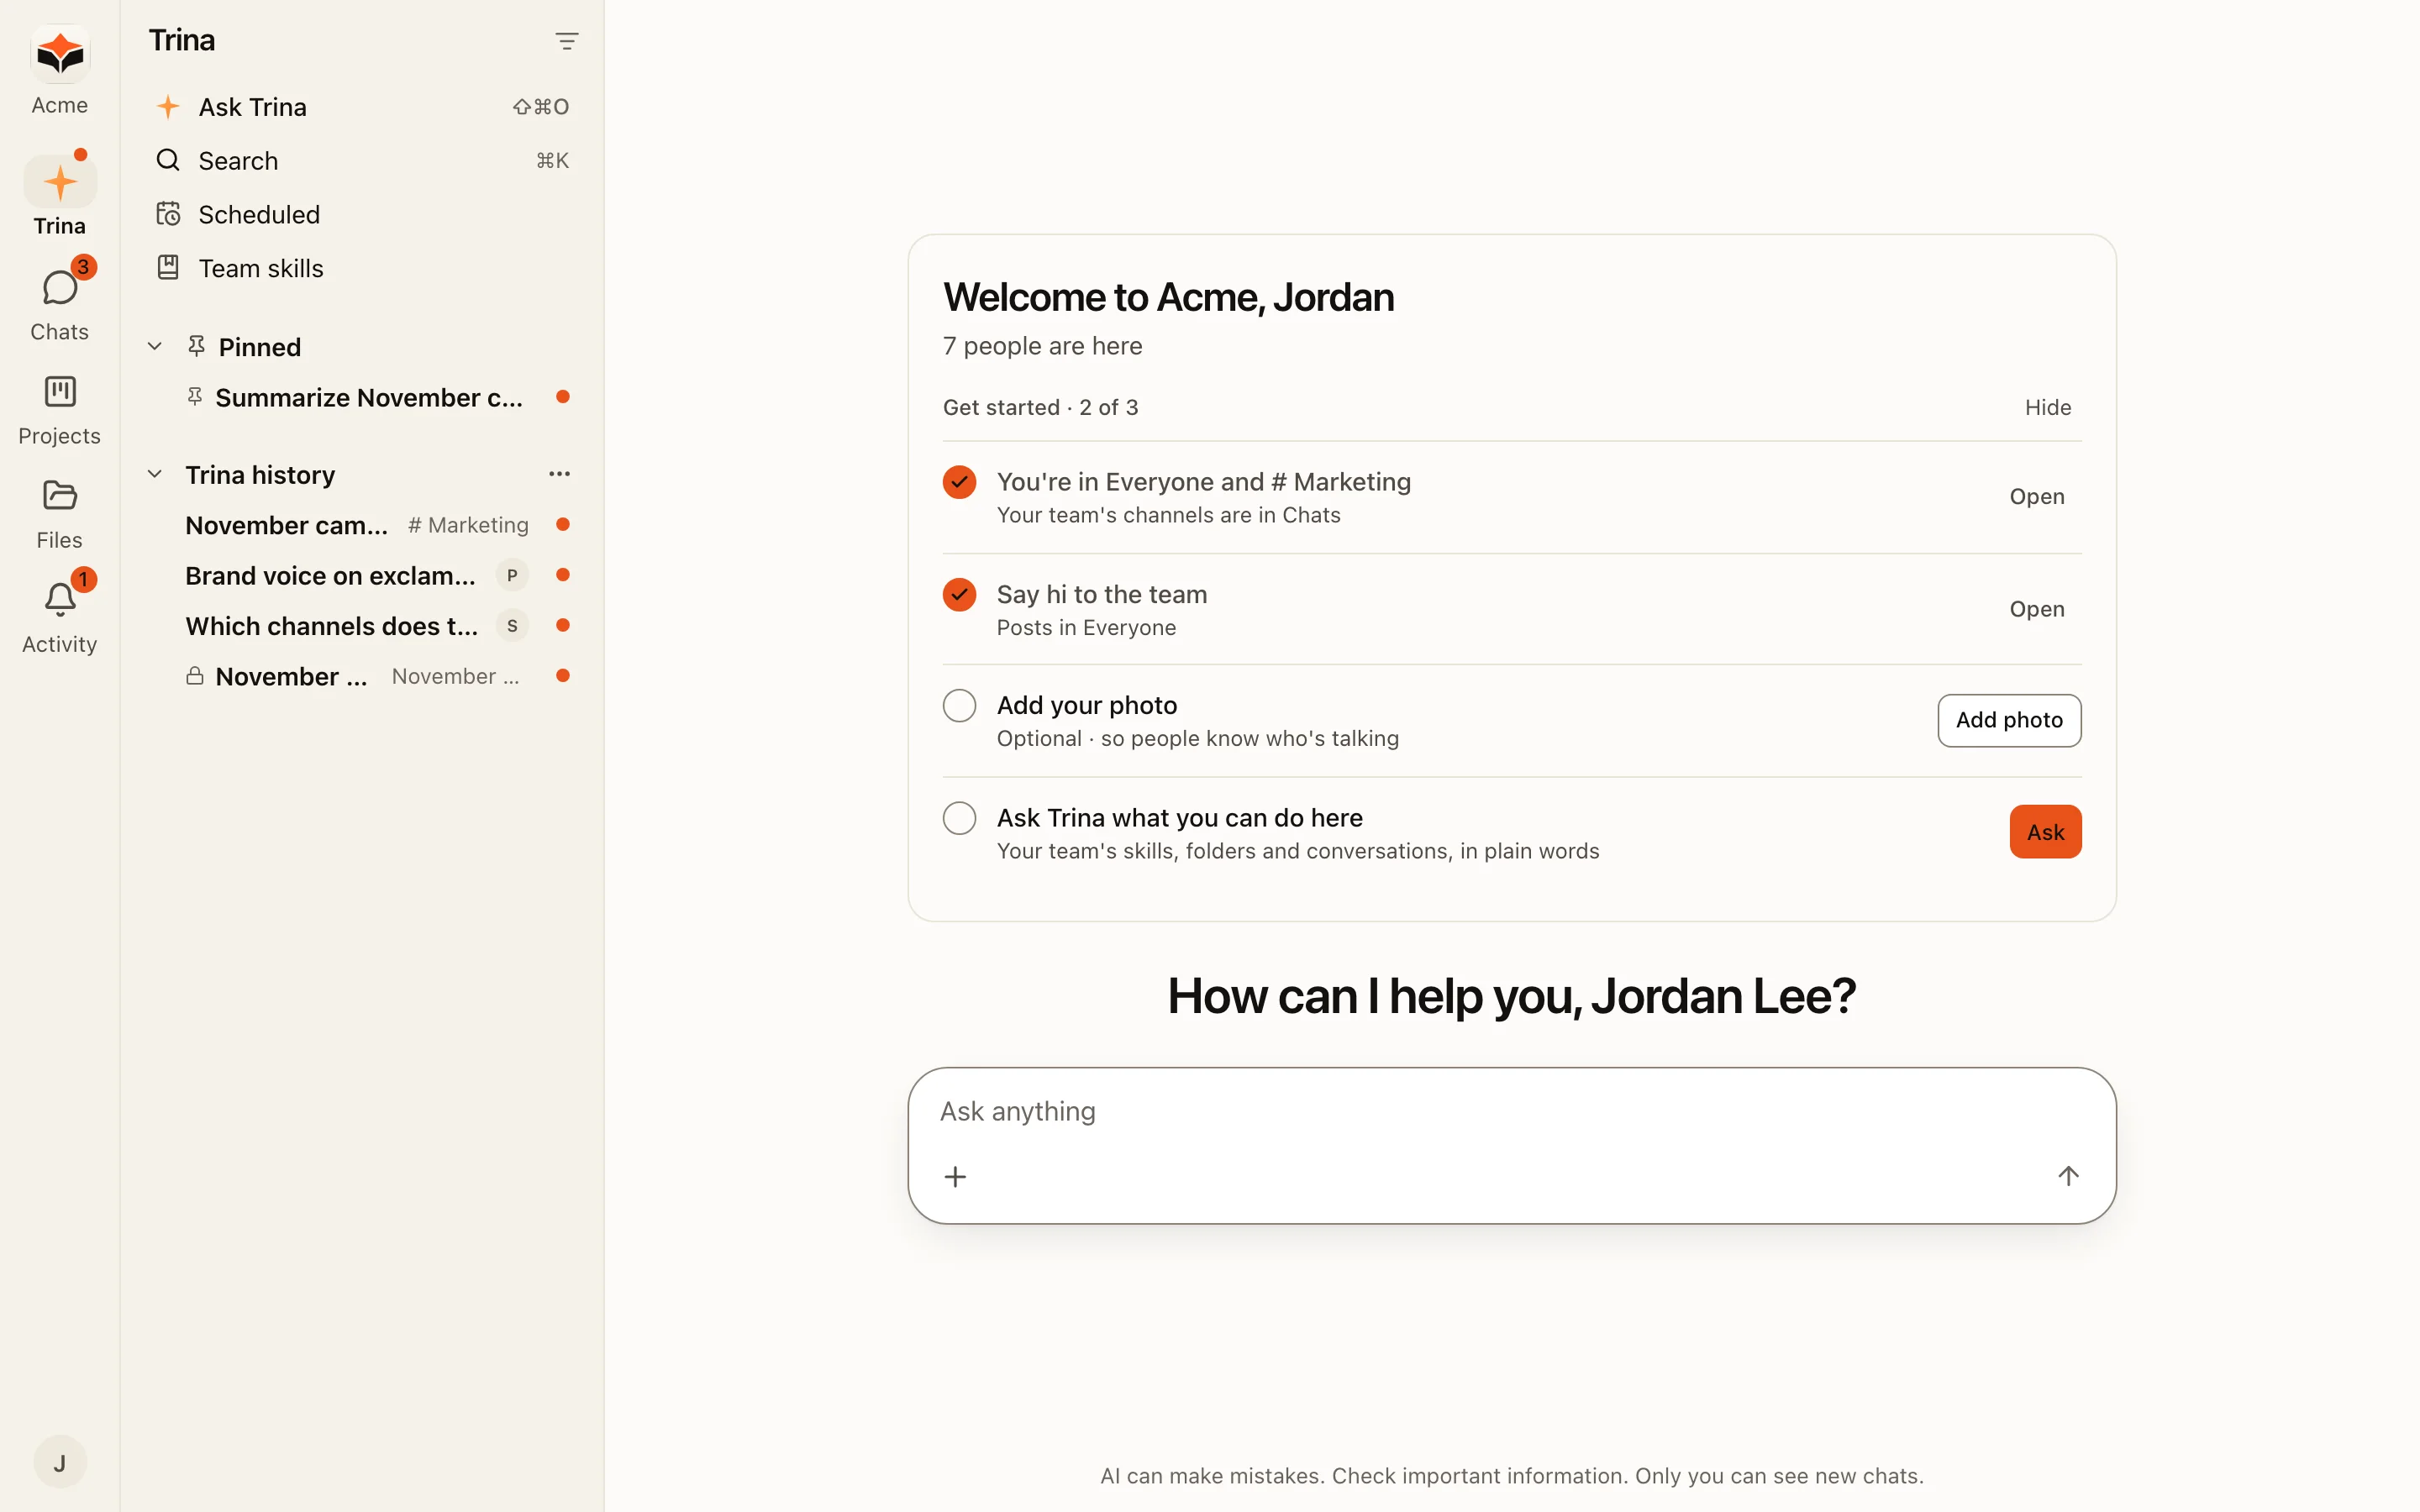 Acme
Trina
3
Chats
Projects
Files
1
Activity
J
Trina
Ask Trina ⇧⌘O
Search ⌘K
Scheduled
Team skills
Pinned
Summarize November c...
Trina history
November cam... # Marketing
Brand voice on exclam... P
Which channels does t... S
November ... November ...
Welcome to Acme, Jordan
7 people are here
Get started · 2 of 3 Hide
You're in Everyone and # Marketing
Your team's channels are in Chats
Open
Say hi to the team
Posts in Everyone
Open
Add your photo
Optional · so people know who's talking
Add photo
Ask Trina what you can do here
Your team's skills, folders and conversations, in plain words
Ask
How can I help you, Jordan Lee?
Ask anything
AI can make mistakes. Check important information. Only you can see new chats.